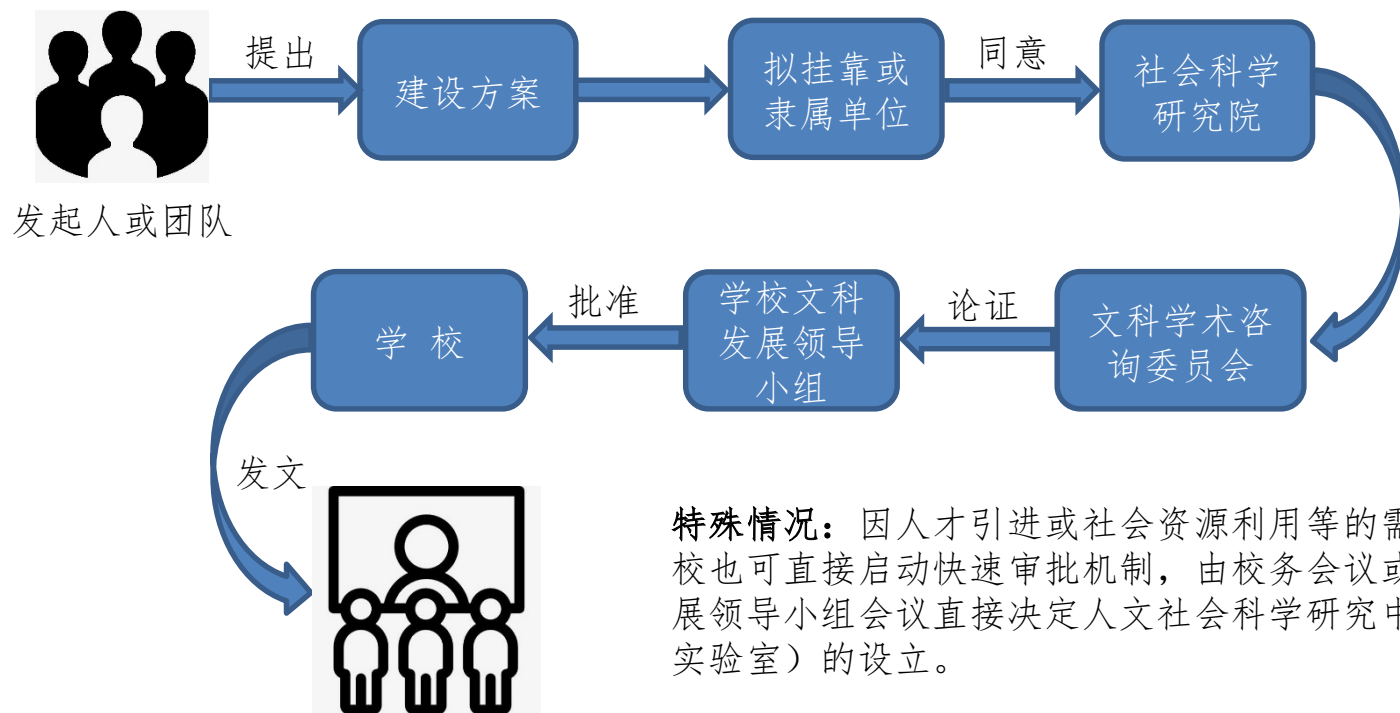 提出
建设方案
拟挂靠或
隶属单位
同意
社会科学
研究院
发起人或团队
学 校
批准
学校文科
发展领导
小组
论证
文科学术咨
询委员会
发文
特殊情况：因人才引进或社会资源利用等的需
校也可直接启动快速审批机制，由校务会议或
展领导小组会议直接决定人文社会科学研究中
实验室）的设立。